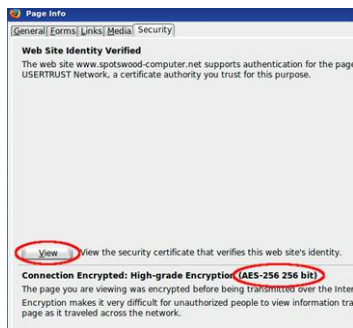 Page Info
General Forms Links Media Security
Web Site Identity Verified
The web site www.spotswood-computer.net supports authentication for the page
USERTRUST Network, a certificate authority you trust for this purpose.
View View the security certificate that verifies this web site's identity.
Connection Encrypted: High-grade Encryption (AES-256 256 bit)
The page you are viewing was encrypted before being transmitted over the Inter
Encryption makes it very difficult for unauthorized people to view information tra
page as it traveled across the network.